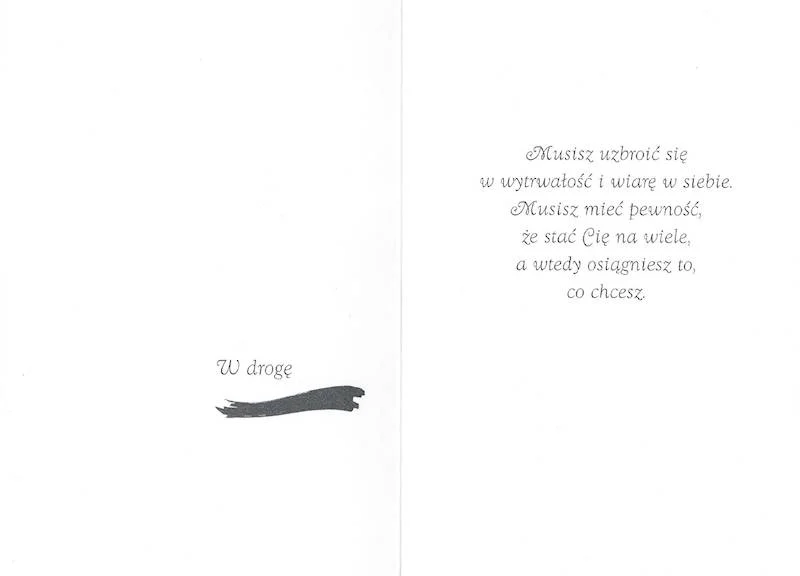 W drogę
Musisz uzbroić się
w wytrwałość i wiarę w siebie.
Musisz mieć pewność,
że stać Cię na wiele,
a wtedy osiągniesz to,
co chcesz.